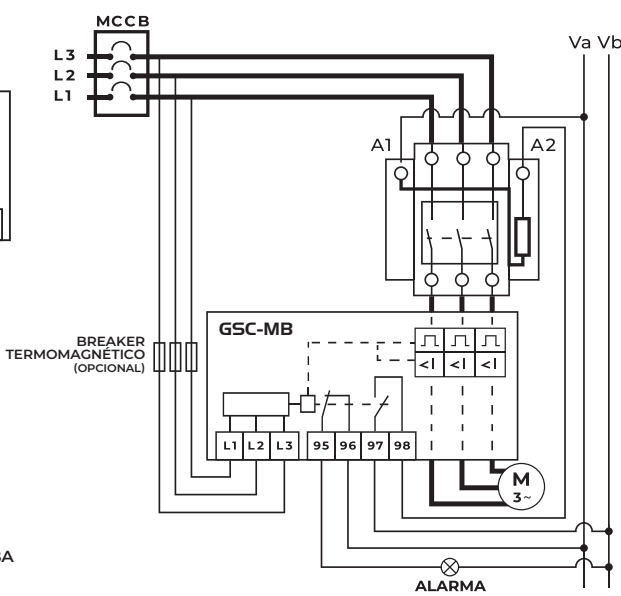 MCCB
Va Vb
L3
L2
L1
A1
A2
GSC-MB
BREAKER
TERMOMAGNÉTICO
(OPCIONAL)
< I < I < I
L1 L2 L3 95 96 97 98
M
3~
BA
ALARMA